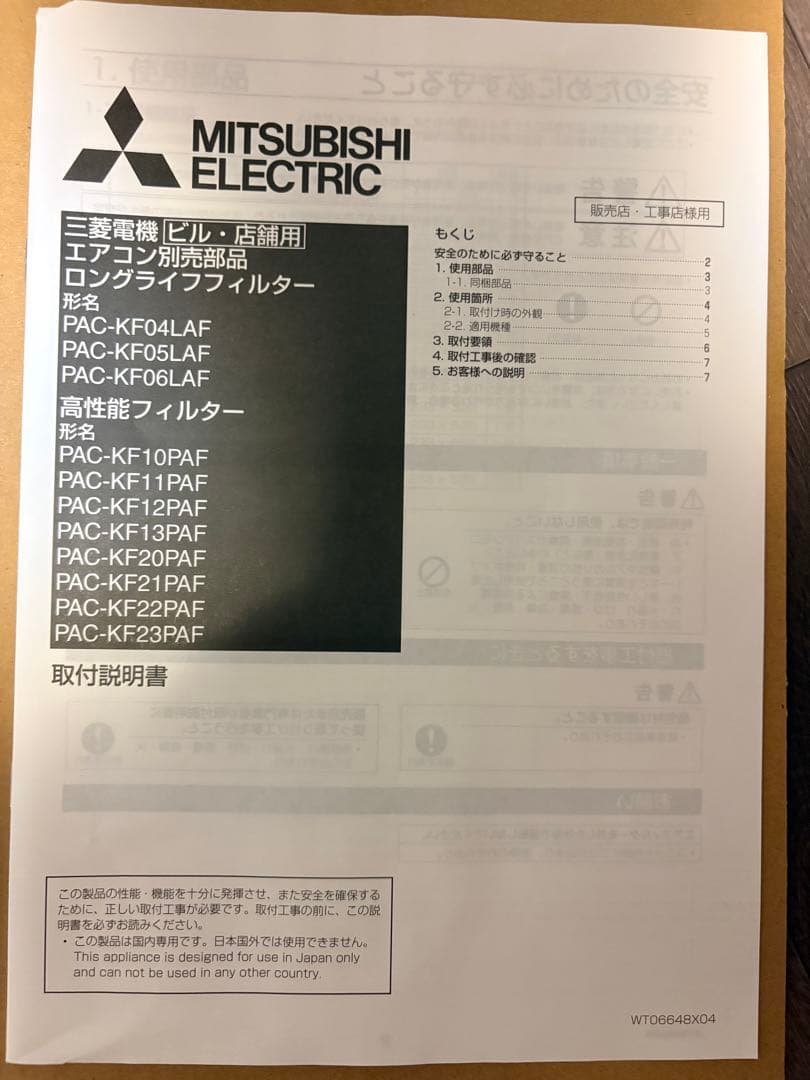 MITSUBISHI
ELECTRIC
販売店・工事店様用
三菱電機 ビル・店舗用
エアコン別売部品
ロングライフフィルター
形名
PAC-KF04LAF
PAC-KF05LAF
PAC-KF06LAF
高性能フィルター
形名
PAC-KF10PAF
PAC-KF11PAF
PAC-KF12PAF
PAC-KF13PAF
PAC-KF20PAF
PAC-KF21PAF
PAC-KF22PAF
PAC-KF23PAF
取付説明書
もくじ
安全のために必ず守ること 2
1. 使用部品 3
1-1. 同梱部品 3
2. 使用箇所 4
2-1. 取付け時の外観 4
2-2. 適用機種 5
3. 取付要領 6
4. 取付工事後の確認 7
5. お客様への説明 7
この製品の性能・機能を十分に発揮させ、また安全を確保する
ために、正しい取付工事が必要です。取付工事の前に、この説
明書を必ずお読みください。
・この製品は国内専用です。日本国外では使用できません。
This appliance is designed for use in Japan only
and can not be used in any other country.
WT06648X04